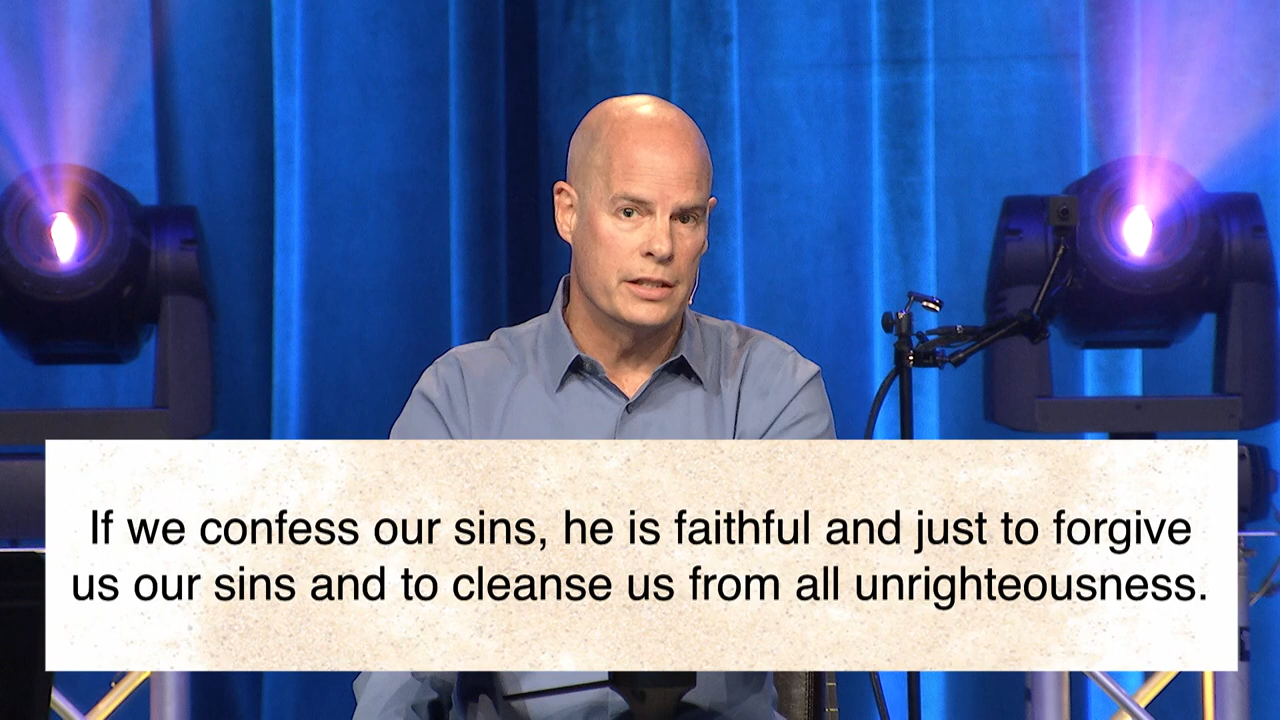 If we confess our sins, he is faithful and just to forgive
us our sins and to cleanse us from all unrighteousness.